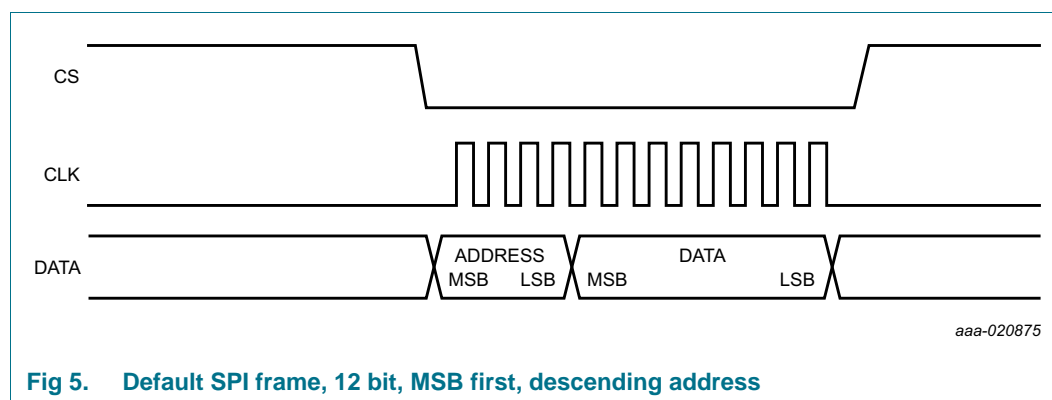 CS
CLK
DATA
ADDRESS DATA
MSB LSB MSB LSB
aaa-020875
Fig 5. Default SPI frame, 12 bit, MSB first, descending address